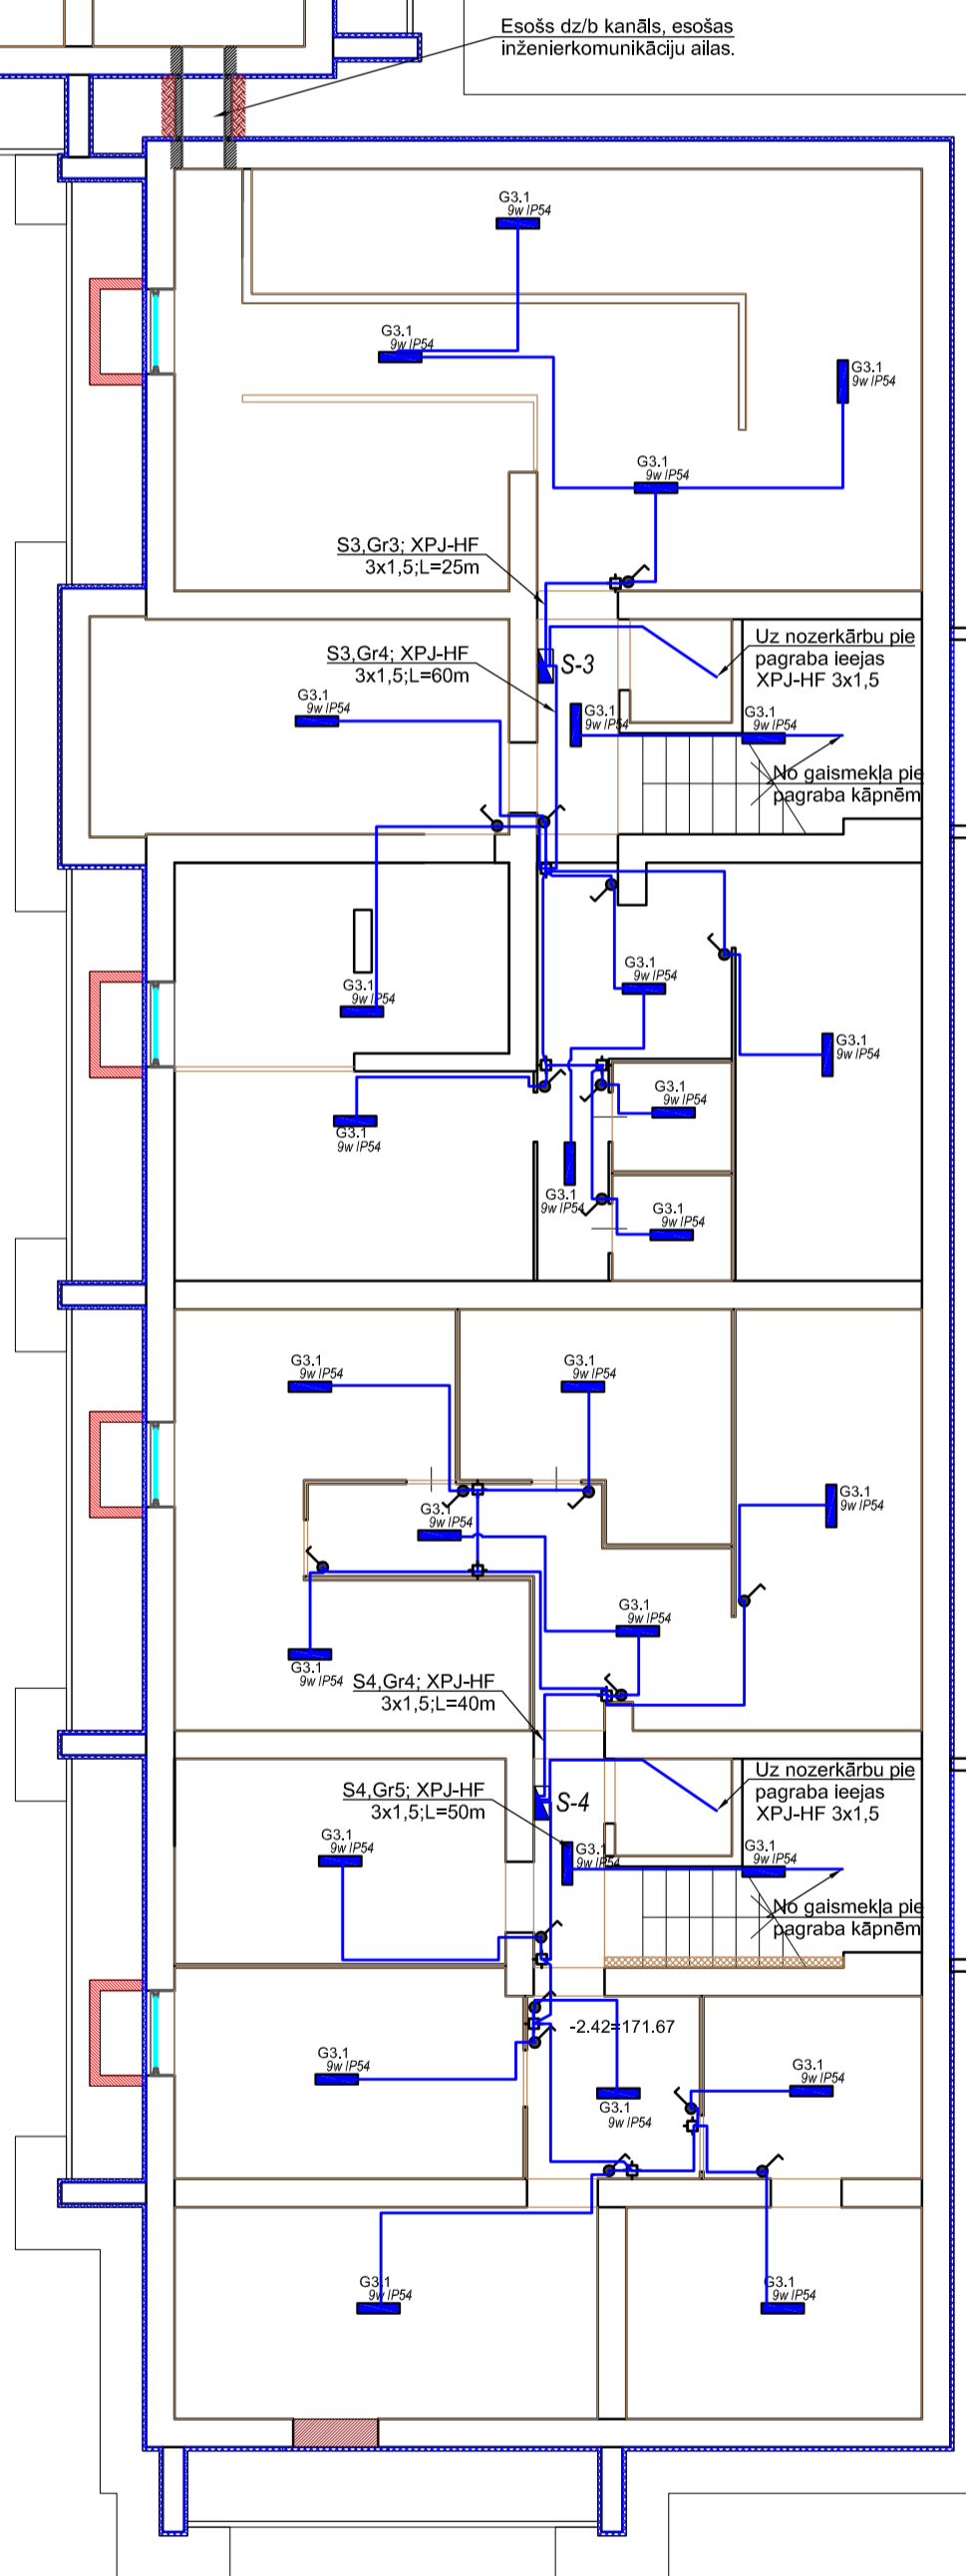 Esošs dz/b kanāls, esošas
inženierkomunikāciju ailas.
G3.1
9w IP54
G3.1
9w IP54
G3.1
9w IP54
G3.1
9w IP54
S3,Gr3; XPJ-HF
3x1,5;L=25m
S3,Gr4; XPJ-HF
3x1,5;L=60m
S-3
Uz nozerkārbu pie
pagraba ieejas
XPJ-HF 3x1,5
G3.1
9w IP54
G3.1
9w IP54
G3.1
9w IP54
No gaismekļa pie
pagraba kāpnēm
G3.1
9w IP54
G3.1
9w IP54
G3.1
9w IP54
G3.1
9w IP54
G3.1
9w IP54
G3.1
9w IP54
G3.1
9w IP54
G3.1
9w IP54
G3.1
9w IP54
G3.1
9w IP54
G3.1
9w IP54
G3.1
9w IP54
G3.1
9w IP54
G3.1
9w IP54
S4,Gr4; XPJ-HF
3x1,5;L=40m
S4,Gr5; XPJ-HF
3x1,5;L=50m
S-4
Uz nozerkārbu pie
pagraba ieejas
XPJ-HF 3x1,5
G3.1
9w IP54
G3.1
9w IP54
G3.1
9w IP54
No gaismekļa pie
pagraba kāpnēm
-2.42=171.67
G3.1
9w IP54
G3.1
9w IP54
G3.1
9w IP54
G3.1
9w IP54
G3.1
9w IP54